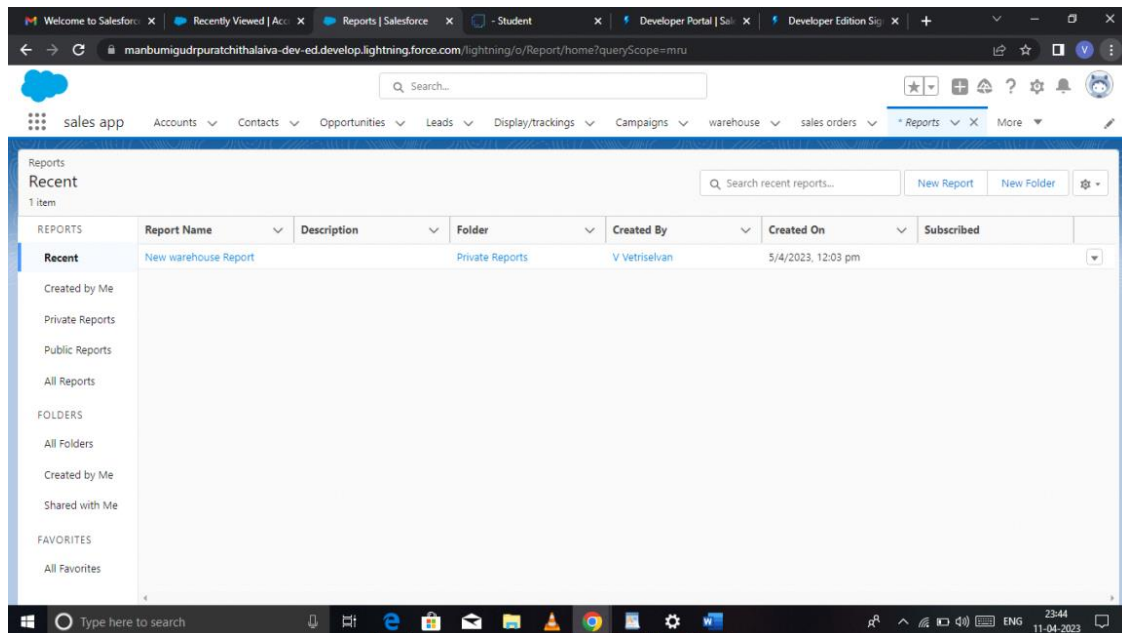 Welcome to Salesforc
Recently Viewed | Acc
Reports | Salesforce
- Student
Developer Portal | Sal
Developer Edition Sig
manbumigudrpuratchithalaiva-dev-ed.develop.lightning.force.com/lightning/o/Report/home?queryScope=mru
V
Search...
sales app
Accounts
Contacts
Opportunities
Leads
Display/trackings
Campaigns
warehouse
sales orders
* Reports
More
Reports
Recent
1 item
Search recent reports...
New Report
New Folder
REPORTS
Report Name
Description
Folder
Created By
Created On
Subscribed
Recent
New warehouse Report
Private Reports
V Vetriselvan
5/4/2023, 12:03 pm
Created by Me
Private Reports
Public Reports
All Reports
FOLDERS
All Folders
Created by Me
Shared with Me
FAVORITES
All Favorites
Type here to search
ENG
23:44
11-04-2023